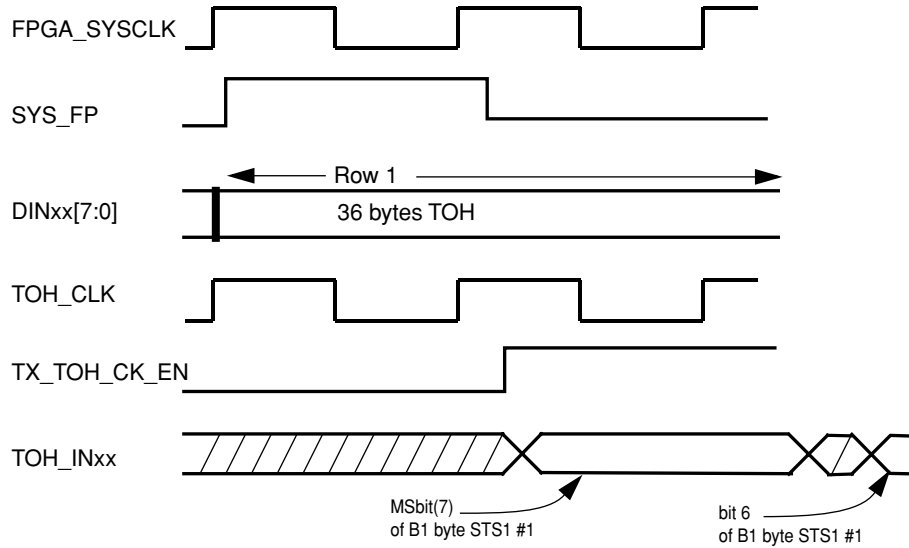 FPGA_SYSCLK
SYS_FP
Row 1
DINxx[7:0]
36 bytes TOH
TOH_CLK
TX_TOH_CK_EN
TOH_INxx
MSbit(7)
of B1 byte STS1 #1
bit 6
of B1 byte STS1 #1